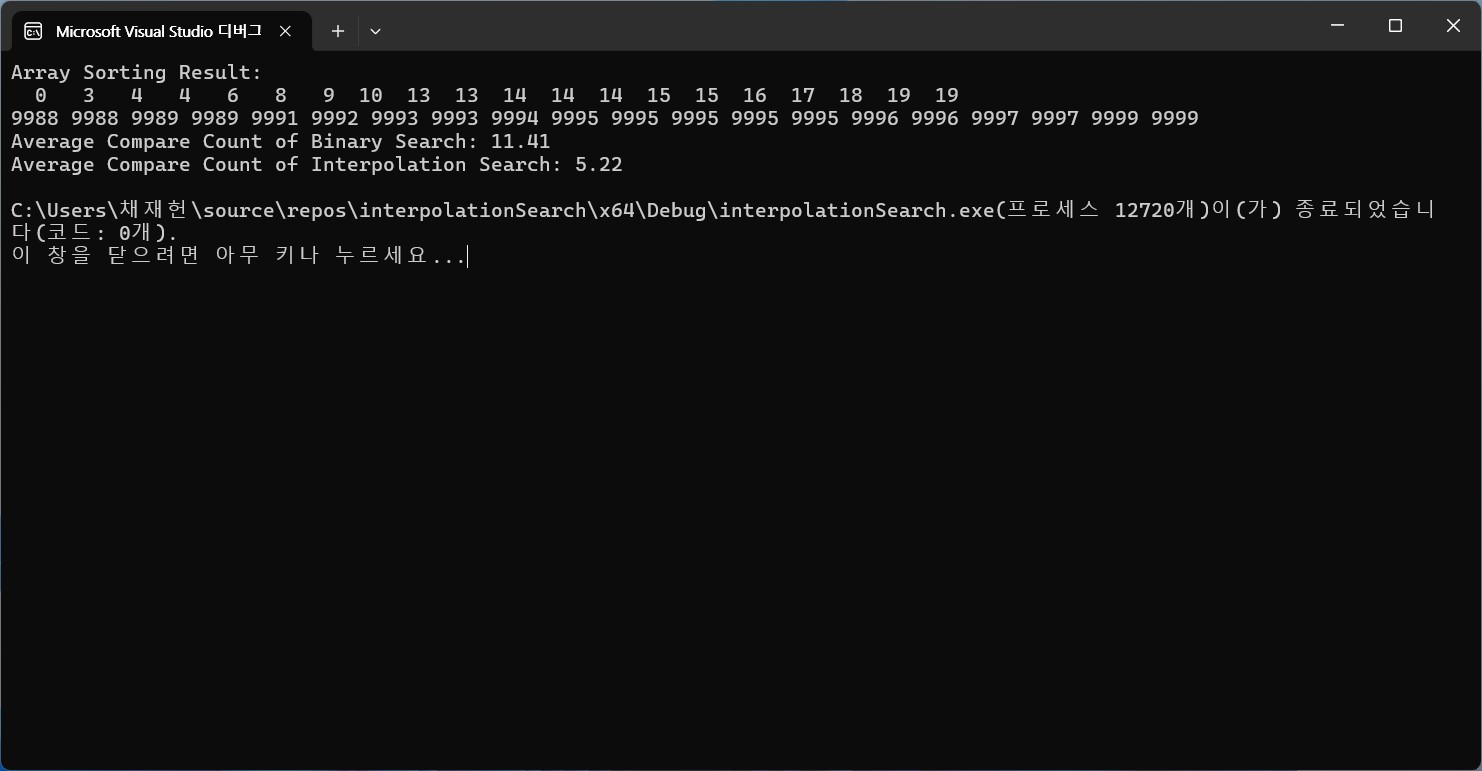 Microsoft Visual Studio 디버그
Array Sorting Result:
0 3 4 4 6 8 9 10 13 13 14 14 14 15 15 16 17 18 19 19
9988 9988 9989 9989 9991 9992 9993 9993 9994 9995 9995 9995 9995 9995 9996 9996 9997 9997 9999 9999
Average Compare Count of Binary Search: 11.41
Average Compare Count of Interpolation Search: 5.22
C:\Users\채재헌\source\repos\interpolationSearch\x64\Debug\interpolationSearch.exe(프로세스 12720개)이(가) 종료되었습니
다(코드: 0개).
이 창을 닫으려면 아무 키나 누르세요...